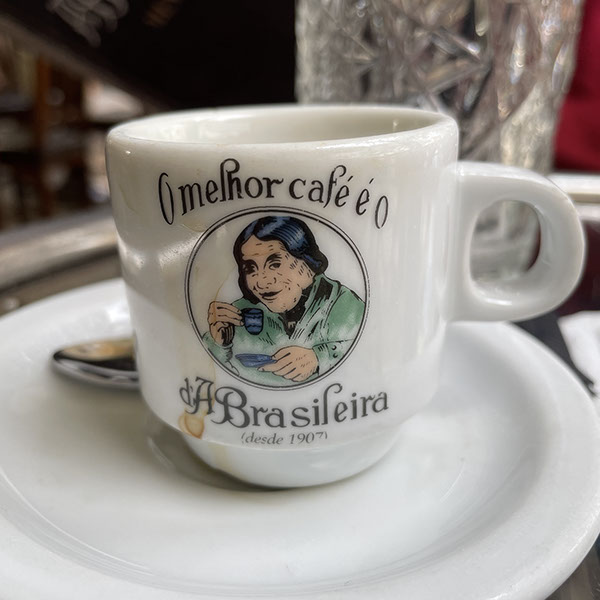 O melhor café é o
d'A Brasileira
(desde 1907)